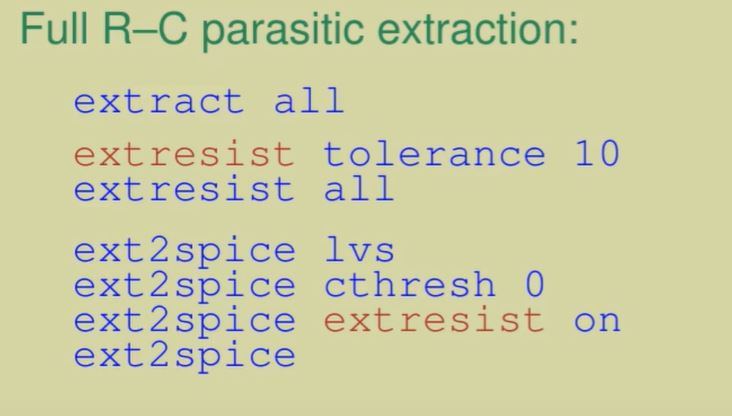 Full R–C parasitic extraction:
extract all
extresist tolerance 10
extresist all
ext2spice lvs
ext2spice cthresh 0
ext2spice extresist on
ext2spice